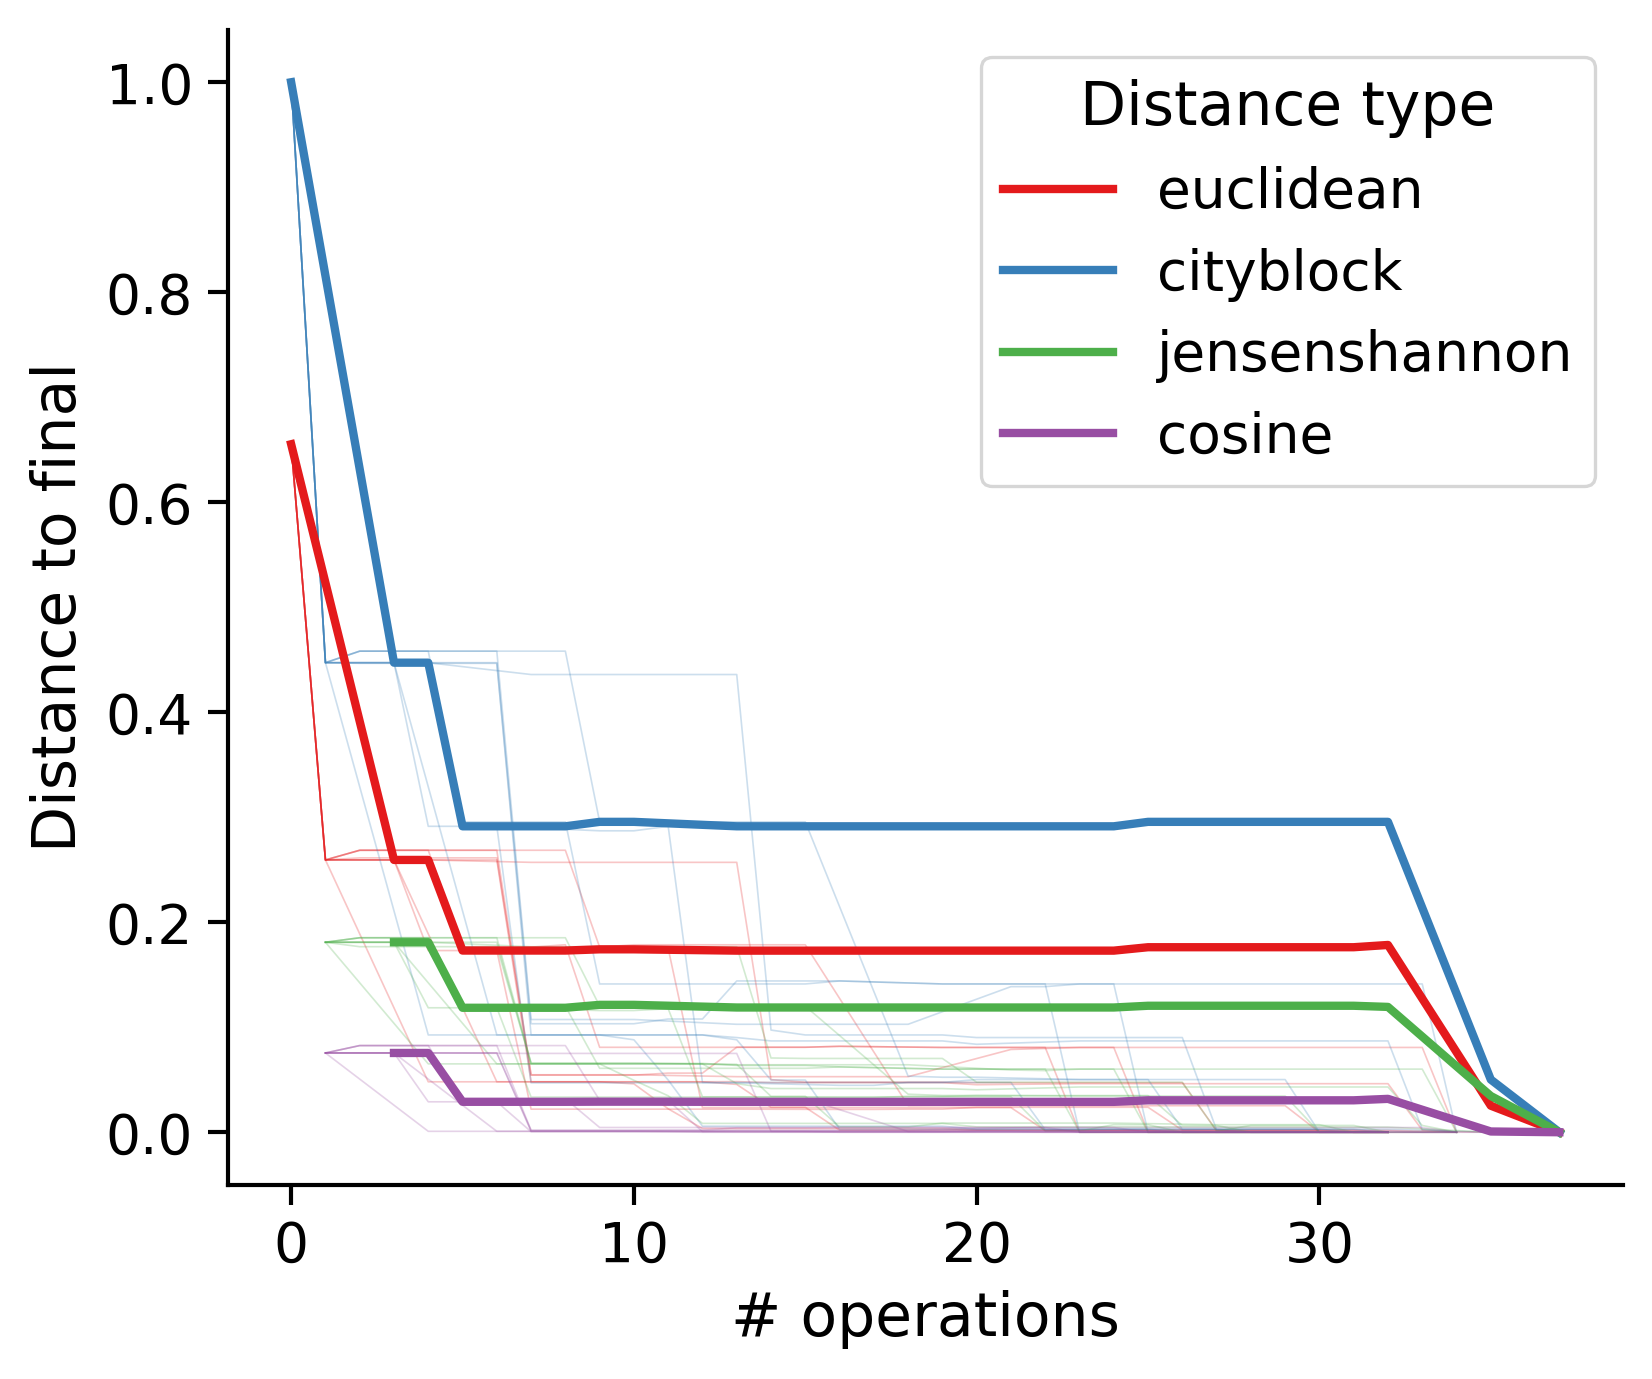 1.0
0.8
0.6
0.4
0.2
0.0
Distance to final
Distance type
euclidean
cityblock
jensenshannon
cosine
0 10 20 30
# operations